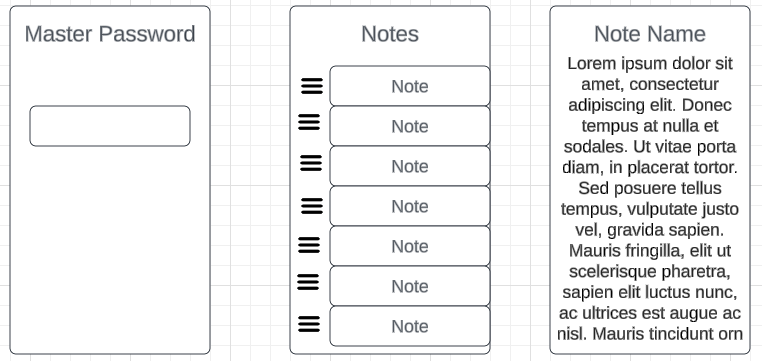 Master Password
Notes
Note
Note
Note
Note
Note
Note
Note
Note Name
Lorem ipsum dolor sit
amet, consectetur
adipiscing elit. Donec
tempus at nulla et
sodales. Ut vitae porta
diam, in placerat tortor.
Sed posuere tellus
tempus, vulputate justo
vel, gravida sapien.
Mauris fringilla, elit ut
scelerisque pharetra,
sapien elit luctus nunc,
ac ultrices est augue ac
nisl. Mauris tincidunt orn